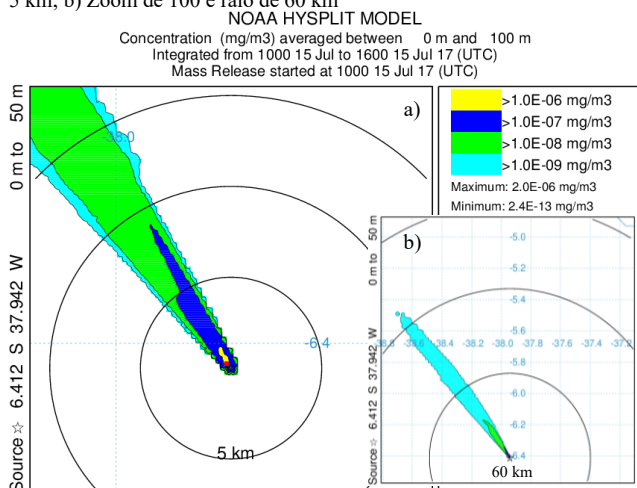 5 km; b) Zoom de 100 e raio de 60 km
NOAA HYSPLIT MODEL
Concentration (mg/m3) averaged between 0 m and 100 m
Integrated from 1000 15 Jul to 1600 15 Jul 17 (UTC)
Mass Release started at 1000 15 Jul 17 (UTC)
a)
Source ☆ 6.412 S 37.942 W 0 m to 50 m
-6.4
5 km
>1.0E-06 mg/m3
>1.0E-07 mg/m3
>1.0E-08 mg/m3
>1.0E-09 mg/m3
Maximum: 2.0E-06 mg/m3
Minimum: 2.4E-13 mg/m3
b)
Source ☆ 6.412 S 37.942 W 0 m to 50 m
-5.0
-5.2
-5.4
-5.6
-38.6 -38.4 -38.2 -38.0 -37.8 -37.6 -37.4 -37.2
-5.8
-6.0
-6.2
60 km